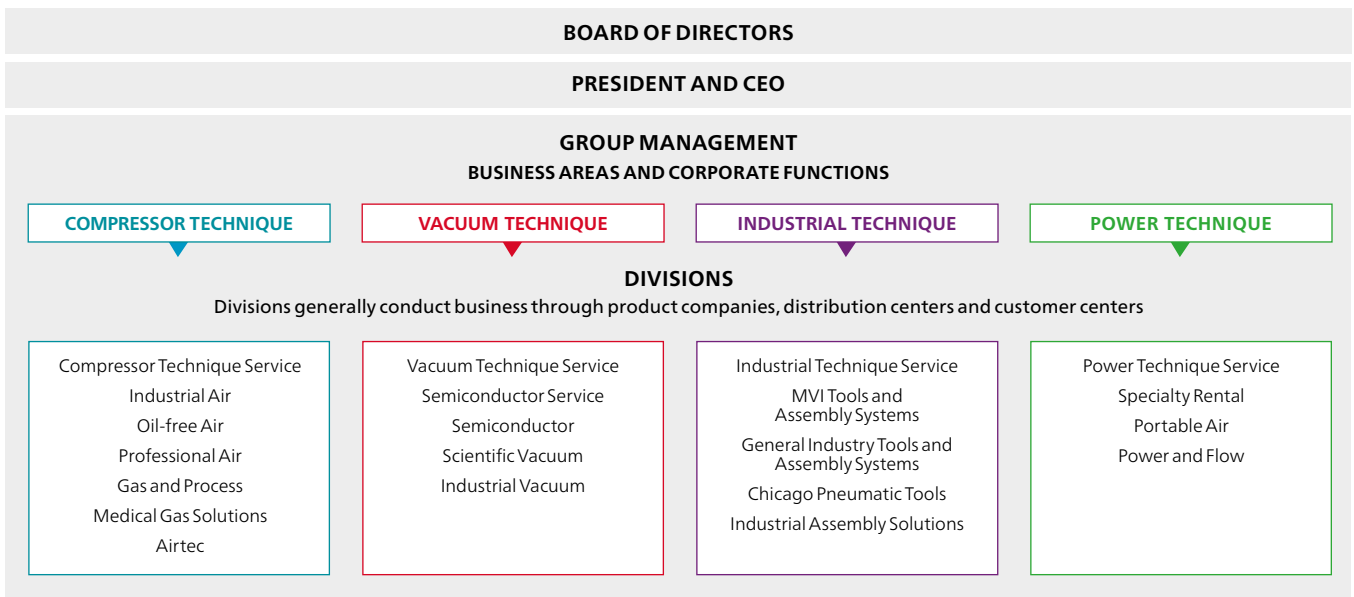 BOARD OF DIRECTORS
PRESIDENT AND CEO
GROUP MANAGEMENT
BUSINESS AREAS AND CORPORATE FUNCTIONS
COMPRESSOR TECHNIQUE
VACUUM TECHNIQUE
INDUSTRIAL TECHNIQUE
POWER TECHNIQUE
DIVISIONS
Divisions generally conduct business through product companies, distribution centers and customer centers
Compressor Technique Service
Industrial Air
Oil-free Air
Professional Air
Gas and Process
Medical Gas Solutions
Airtec
Vacuum Technique Service
Semiconductor Service
Semiconductor
Scientific Vacuum
Industrial Vacuum
Industrial Technique Service
MVI Tools and
Assembly Systems
General Industry Tools and
Assembly Systems
Chicago Pneumatic Tools
Industrial Assembly Solutions
Power Technique Service
Specialty Rental
Portable Air
Power and Flow